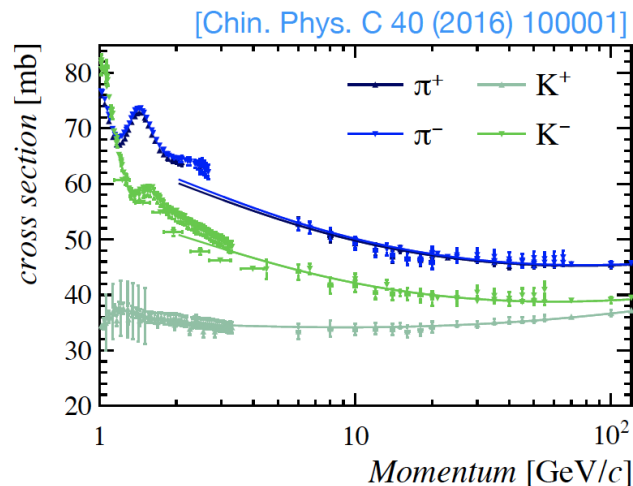 [Chin. Phys. C 40 (2016) 100001]
cross section [mb]
80
70
60
50
40
30
20
π⁺ K⁺
π⁻ K⁻
1 10 10²
Momentum [GeV/c]